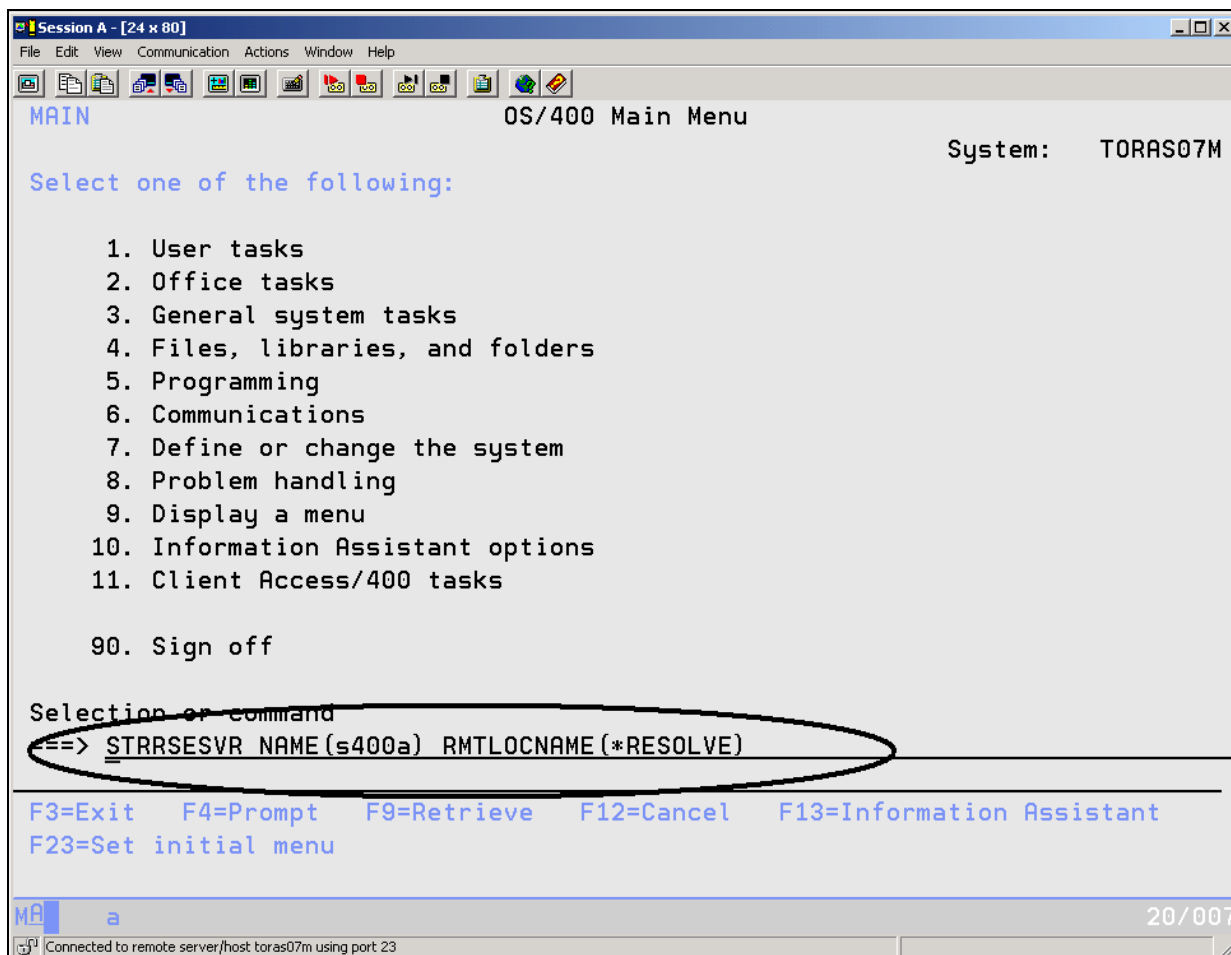 Session A - [24 x 80]
File Edit View Communication Actions Window Help
MAIN OS/400 Main Menu
System: TORAS07M
Select one of the following:
1. User tasks
2. Office tasks
3. General system tasks
4. Files, libraries, and folders
5. Programming
6. Communications
7. Define or change the system
8. Problem handling
9. Display a menu
10. Information Assistant options
11. Client Access/400 tasks
90. Sign off
Selection or command
===> STRRSESVR NAME(s400a) RMTLOCNAME(*RESOLVE)
F3=Exit F4=Prompt F9=Retrieve F12=Cancel F13=Information Assistant
F23=Set initial menu
MA a 20/007
Connected to remote server/host toras07m using port 23